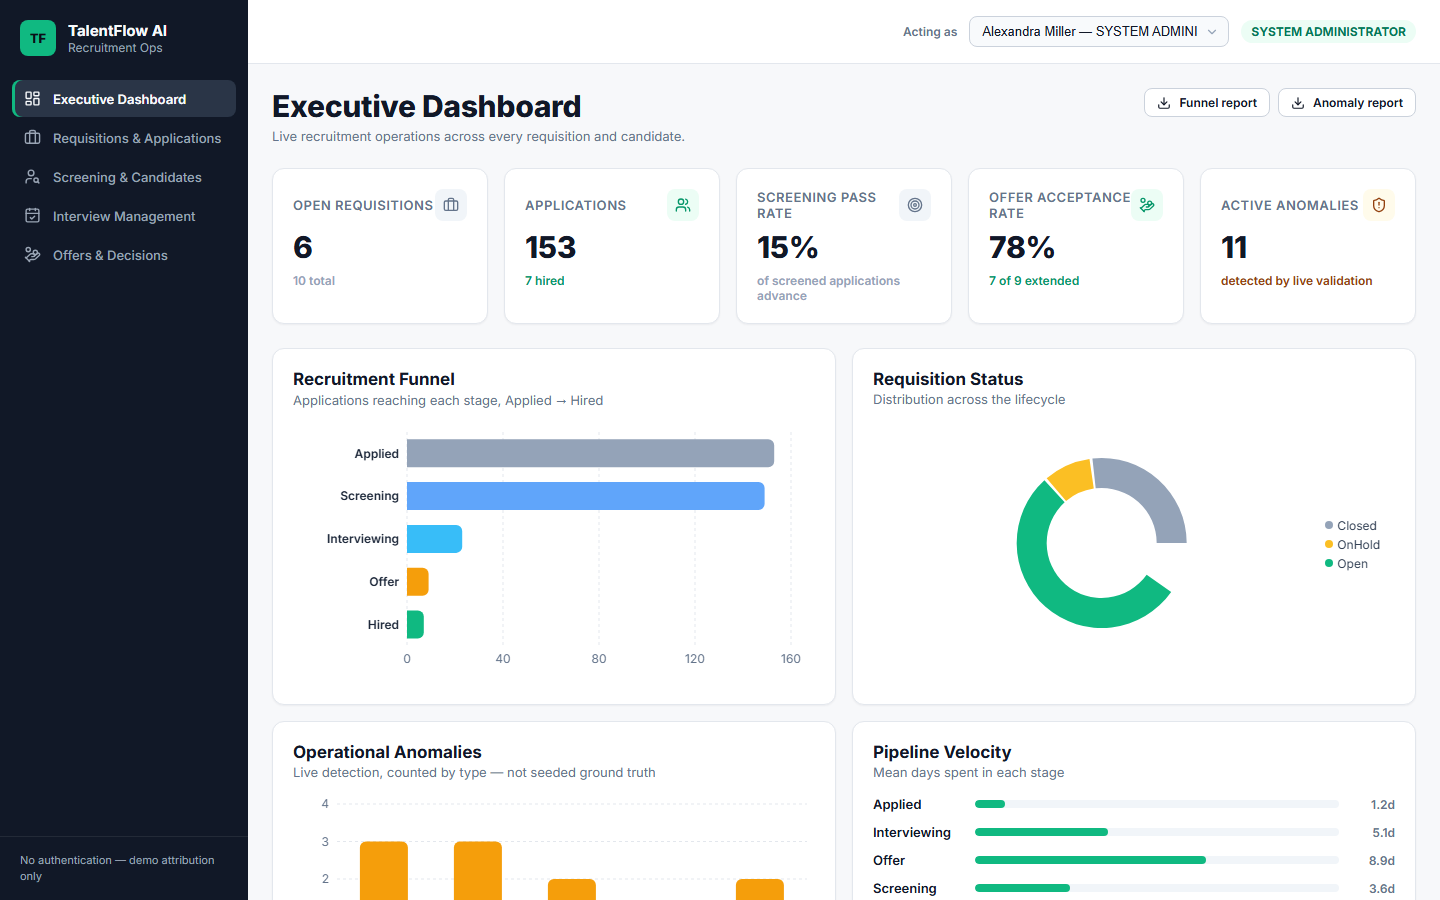 TF
TalentFlow AI
Recruitment Ops
Executive Dashboard
Requisitions & Applications
Screening & Candidates
Interview Management
Offers & Decisions
No authentication — demo attribution
only
Acting as
Alexandra Miller — SYSTEM ADMINI
SYSTEM ADMINISTRATOR
Executive Dashboard
Live recruitment operations across every requisition and candidate.
Funnel report
Anomaly report
OPEN REQUISITIONS
6
10 total
APPLICATIONS
153
7 hired
SCREENING PASS
RATE
15%
of screened applications
advance
OFFER ACCEPTANCE
RATE
78%
7 of 9 extended
ACTIVE ANOMALIES
11
detected by live validation
Recruitment Funnel
Applications reaching each stage, Applied → Hired
Applied
Screening
Interviewing
Offer
Hired
0 40 80 120 160
Requisition Status
Distribution across the lifecycle
Closed
OnHold
Open
Operational Anomalies
Live detection, counted by type — not seeded ground truth
4
3
2
Pipeline Velocity
Mean days spent in each stage
Applied 1.2d
Interviewing 5.1d
Offer 8.9d
Screening 3.6d